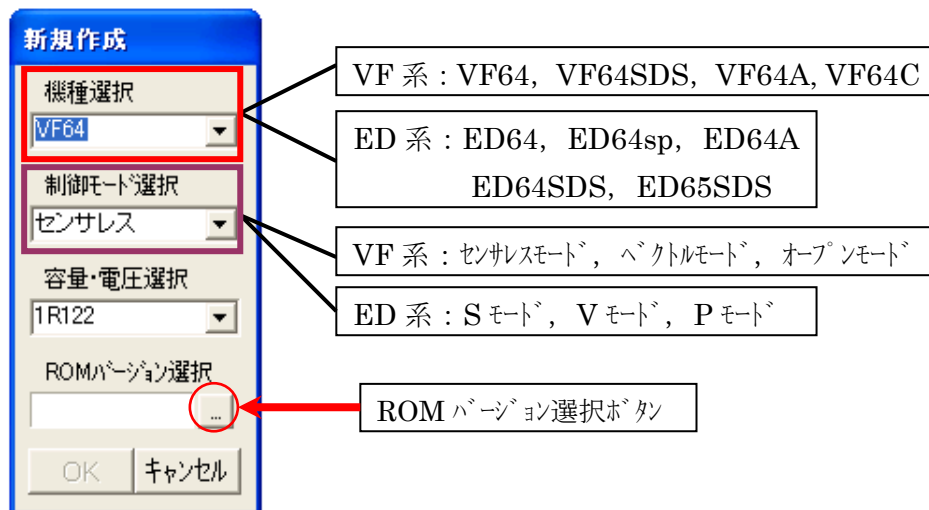 新規作成
機種選択
VF64
制御ﾓｰﾄﾞ選択
センサレス
容量・電圧選択
1R122
ROMﾊﾞｰｼﾞｮﾝ選択
...
OK
キャンセル
VF 系：VF64， VF64SDS， VF64A, VF64C
ED 系：ED64， ED64sp， ED64A
ED64SDS， ED65SDS
VF 系：ｾﾝｻﾚｽﾓｰﾄﾞ， ﾍﾞｸﾄﾙﾓｰﾄﾞ， ｵｰﾌﾟﾝﾓｰﾄﾞ
ED 系：S ﾓｰﾄﾞ， V ﾓｰﾄﾞ， P ﾓｰﾄﾞ
ROM ﾊﾞｰｼﾞｮﾝ選択ﾎﾞﾀﾝ